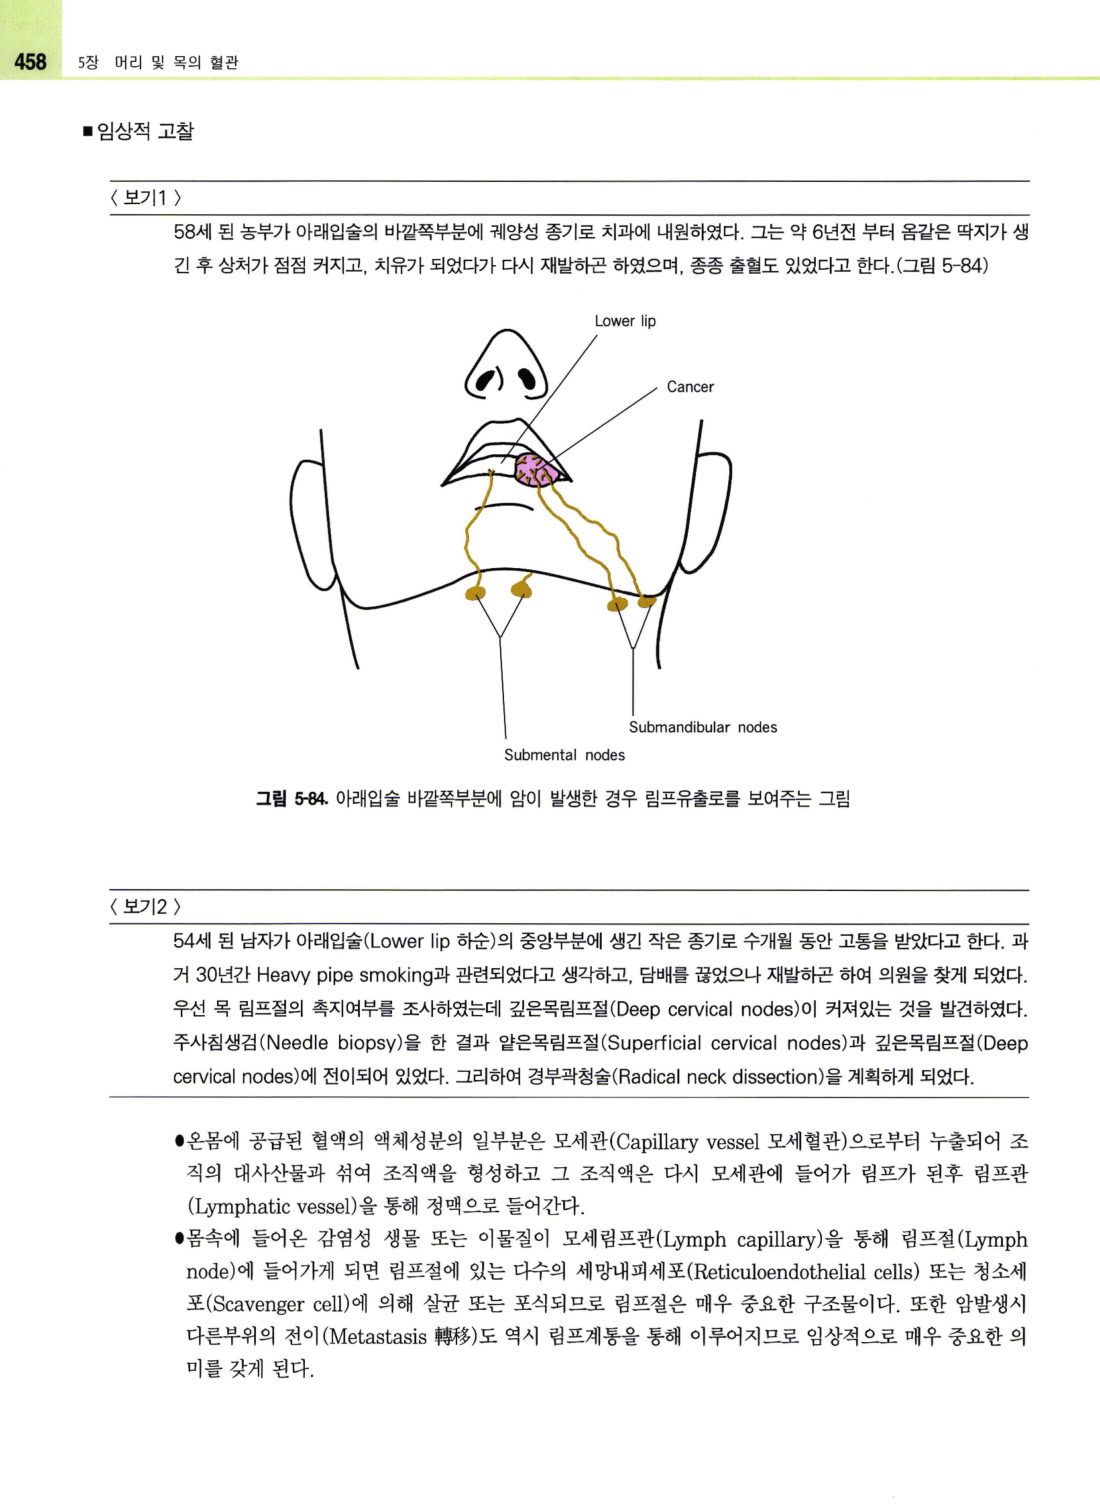 458 5장 머리 및 목의 혈관
■ 임상적 고찰
〈 보기1 〉
58세 된 농부가 아래입술의 바깥쪽부분에 궤양성 종기로 치과에 내원하였다. 그는 약 6년전 부터 옴같은 딱지가 생
긴 후 상처가 점점 커지고, 치유가 되었다가 다시 재발하곤 하였으며, 종종 출혈도 있었다고 한다.(그림 5-84)
Lower lip
Cancer
Submandibular nodes
Submental nodes
그림 5-84. 아래입술 바깥쪽부분에 암이 발생한 경우 림프유출로를 보여주는 그림
〈 보기2 〉
54세 된 남자가 아래입술(Lower lip 하순)의 중앙부분에 생긴 작은 종기로 수개월 동안 고통을 받았다고 한다. 과
거 30년간 Heavy pipe smoking과 관련되었다고 생각하고, 담배를 끊었으나 재발하곤 하여 의원을 찾게 되었다.
우선 목 림프절의 촉지여부를 조사하였는데 깊은목림프절(Deep cervical nodes)이 커져있는 것을 발견하였다.
주사침생검(Needle biopsy)을 한 결과 얕은목림프절(Superficial cervical nodes)과 깊은목림프절(Deep
cervical nodes)에 전이되어 있었다. 그리하여 경부곽청술(Radical neck dissection)을 계획하게 되었다.
●온몸에 공급된 혈액의 액체성분의 일부분은 모세관(Capillary vessel 모세혈관)으로부터 누출되어 조
직의 대사산물과 섞여 조직액을 형성하고 그 조직액은 다시 모세관에 들어가 림프가 된후 림프관
(Lymphatic vessel)을 통해 정맥으로 들어간다.
●몸속에 들어온 감염성 생물 또는 이물질이 모세림프관(Lymph capillary)을 통해 림프절(Lymph
node)에 들어가게 되면 림프절에 있는 다수의 세망내피세포(Reticuloendothelial cells) 또는 청소세
포(Scavenger cell)에 의해 살균 또는 포식되므로 림프절은 매우 중요한 구조물이다. 또한 암발생시
다른부위의 전이(Metastasis 轉移)도 역시 림프계통을 통해 이루어지므로 임상적으로 매우 중요한 의
미를 갖게 된다.